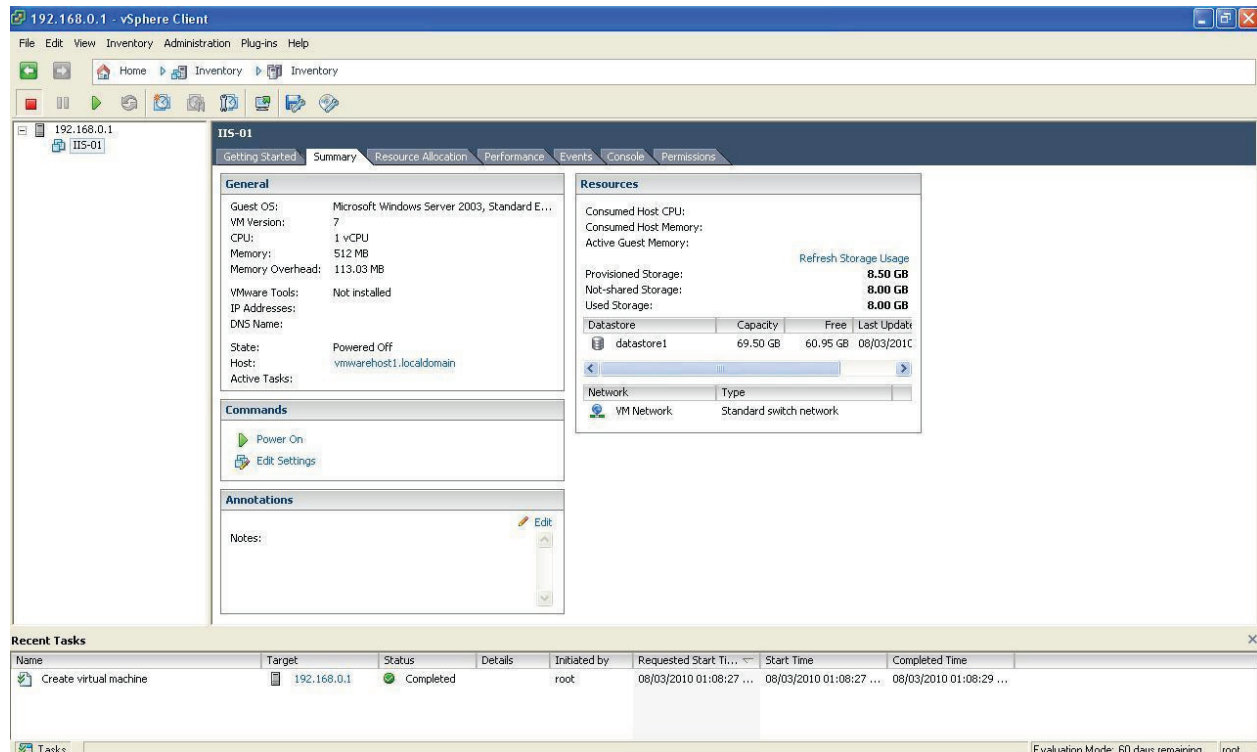 192.168.0.1 - vSphere Client
File Edit View Inventory Administration Plug-ins Help
Home Inventory Inventory
192.168.0.1
IIS-01
IIS-01
Getting Started Summary Resource Allocation Performance Events Console Permissions
General
Guest OS: Microsoft Windows Server 2003, Standard E...
VM Version: 7
CPU: 1 vCPU
Memory: 512 MB
Memory Overhead: 113.03 MB
VMware Tools: Not installed
IP Addresses:
DNS Name:
State: Powered Off
Host: vmwarehost1.localdomain
Active Tasks:
Commands
Power On
Edit Settings
Annotations
Edit
Notes:
Resources
Consumed Host CPU:
Consumed Host Memory:
Active Guest Memory:
Refresh Storage Usage
Provisioned Storage: 8.50 GB
Not-shared Storage: 8.00 GB
Used Storage: 8.00 GB
Datastore Capacity Free Last Update
datastore1 69.50 GB 60.95 GB 08/03/2010
Network Type
VM Network Standard switch network
Recent Tasks
Name Target Status Details Initiated by Requested Start Ti... Start Time Completed Time
Create virtual machine 192.168.0.1 Completed root 08/03/2010 01:08:27 ... 08/03/2010 01:08:27 ... 08/03/2010 01:08:29 ...
Tasks Evaluation Mode: 60 days remaining root